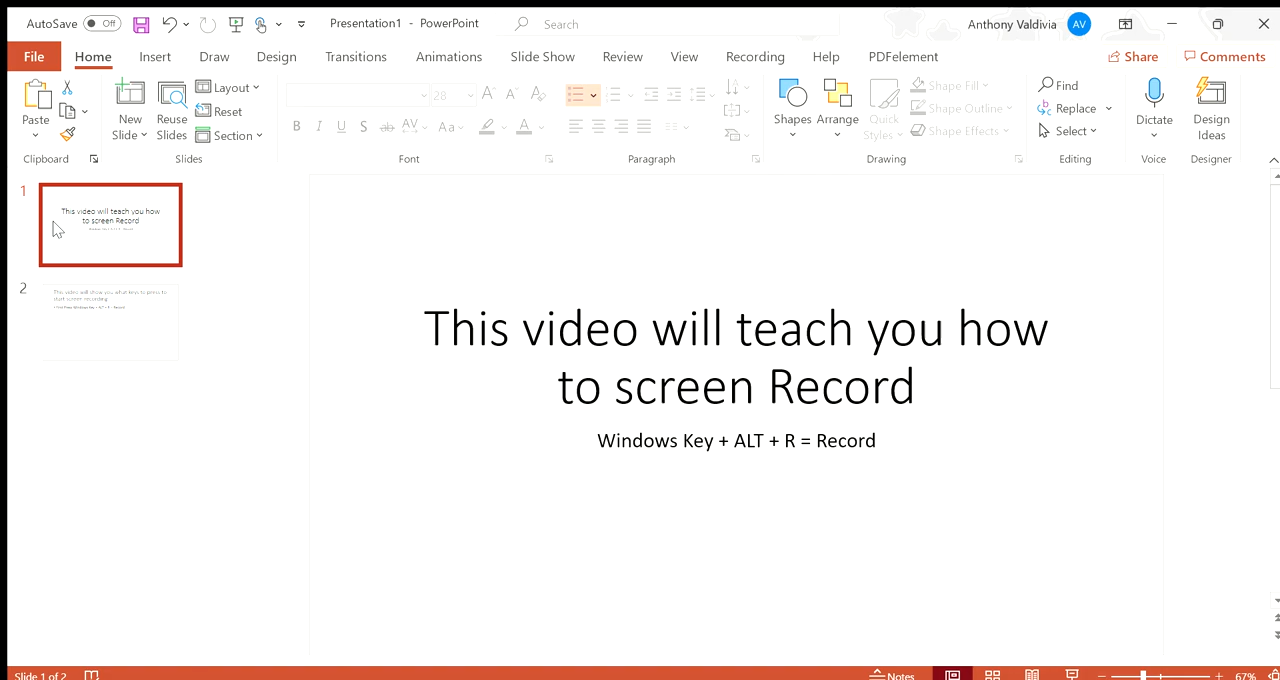 AutoSave Off Presentation1 - PowerPoint Search Anthony Valdivia AV
File Home Insert Draw Design Transitions Animations Slide Show Review View Recording Help PDFelement Share Comments
Paste
New Slide
Reuse Slides
Layout
Reset
Section
28
B I U S ab AV Aa A
Shapes
Arrange
Quick Styles
Shape Fill
Shape Outline
Shape Effects
Find
Replace
Select
Dictate
Design Ideas
Clipboard Slides Font Paragraph Drawing Editing Voice Designer
1
This video will teach you how
to screen Record
2
This video will show you what keys to press to
start screen recording
This video will teach you how
to screen Record
Windows Key + ALT + R = Record
Slide 1 of 2 Notes 67%